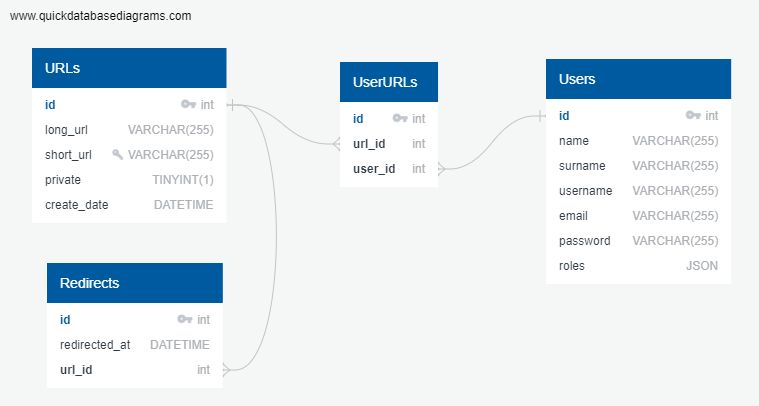 www.quickdatabasediagrams.com
URLs
id int
long_url VARCHAR(255)
short_url VARCHAR(255)
private TINYINT(1)
create_date DATETIME
UserURLs
id int
url_id int
user_id int
Users
id int
name VARCHAR(255)
surname VARCHAR(255)
username VARCHAR(255)
email VARCHAR(255)
password VARCHAR(255)
roles JSON
Redirects
id int
redirected_at DATETIME
url_id int